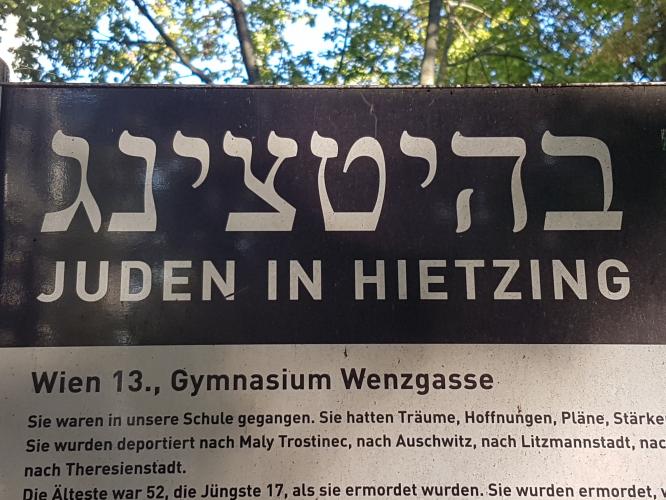 בהיטצינג
JUDEN IN HIETZING
Wien 13., Gymnasium Wenzgasse
Sie waren in unsere Schule gegangen. Sie hatten Träume, Hoffnungen, Pläne, Stärke
Sie wurden deportiert nach Maly Trostinec, nach Auschwitz, nach Litzmannstadt,
nach Theresienstadt.
Die Älteste war 52, die Jüngste 17, als sie ermordet wurden. Sie wurden ermordet,